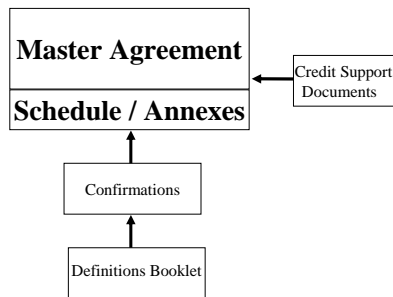 Master Agreement
Schedule / Annexes
Credit Support
Documents
Confirmations
Definitions Booklet